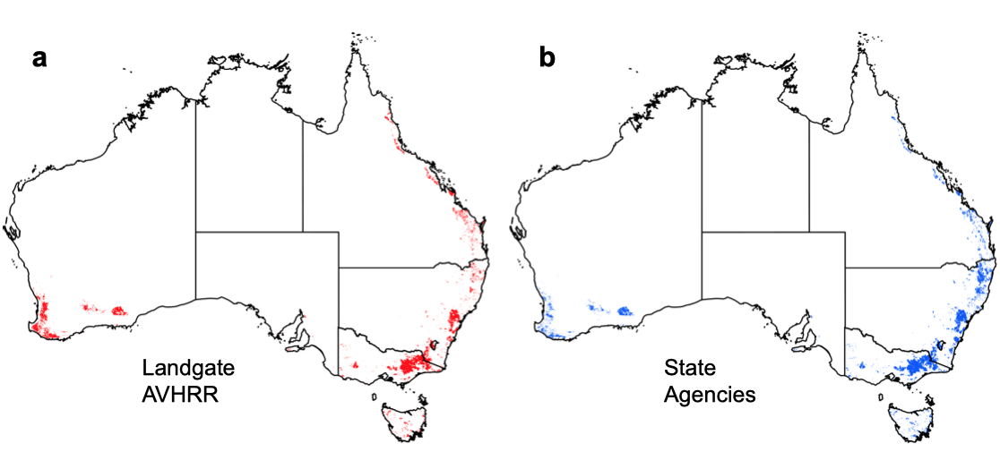 a
b
Landgate
AVHRR
State
Agencies